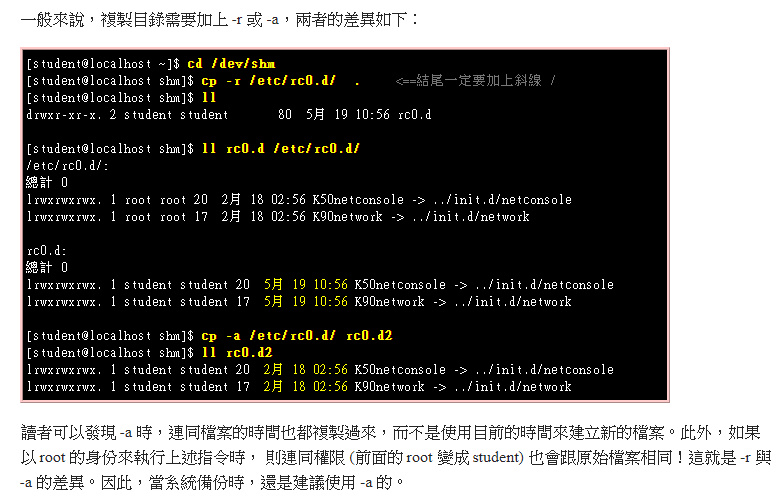 一般來說，複製目錄需要加上 -r 或 -a，兩者的差異如下：
[student@localhost ~]$ cd /dev/shm
[student@localhost shm]$ cp -r /etc/rc0.d/  .    <==結尾一定要加上斜線 /
[student@localhost shm]$ ll
drwxr-xr-x. 2 student student      80  5月 19 10:56 rc0.d
[student@localhost shm]$ ll rc0.d /etc/rc0.d/
/etc/rc0.d/:
總計 0
lrwxrwxrwx. 1 root root 20  2月 18 02:56 K50netconsole -> ../init.d/netconsole
lrwxrwxrwx. 1 root root 17  2月 18 02:56 K90network -> ../init.d/network
rc0.d:
總計 0
lrwxrwxrwx. 1 student student 20  5月 19 10:56 K50netconsole -> ../init.d/netconsole
lrwxrwxrwx. 1 student student 17  5月 19 10:56 K90network -> ../init.d/network
[student@localhost shm]$ cp -a /etc/rc0.d/ rc0.d2
[student@localhost shm]$ ll rc0.d2
lrwxrwxrwx. 1 student student 20  2月 18 02:56 K50netconsole -> ../init.d/netconsole
lrwxrwxrwx. 1 student student 17  2月 18 02:56 K90network -> ../init.d/network
讀者可以發現 -a 時，連同檔案的時間也都複製過來，而不是使用目前的時間來建立新的檔案。此外，如果
以 root 的身份來執行上述指令時， 則連同權限 (前面的 root 變成 student) 也會跟原始檔案相同！這就是 -r 與
-a 的差異。因此，當系統備份時，還是建議使用 -a 的。